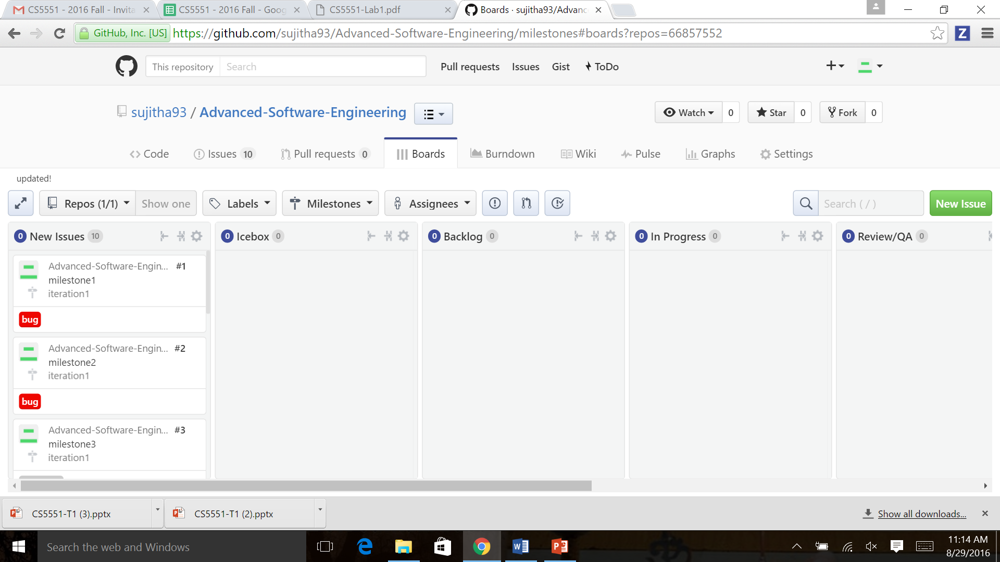 CS5551 - 2016 Fall - Invita
CS5551 - 2016 Fall - Goog
CS5551-Lab1.pdf
Boards · sujitha93/Advanc
GitHub, Inc. [US] https://github.com/sujitha93/Advanced-Software-Engineering/milestones#boards?repos=66857552
Z
This repository Search Pull requests Issues Gist ToDo
sujitha93 / Advanced-Software-Engineering Watch 0 Star 0 Fork 0
Code Issues 10 Pull requests 0 Boards Burndown Wiki Pulse Graphs Settings
updated!
Repos (1/1) Show one Labels Milestones Assignees Search ( / ) New Issue
0 New Issues 10
0 Icebox 0
0 Backlog 0
0 In Progress 0
0 Review/QA 0
Advanced-Software-Engin... #1
milestone1
iteration1
bug
Advanced-Software-Engin... #2
milestone2
iteration1
bug
Advanced-Software-Engin... #3
milestone3
iteration1
CS5551-T1 (3).pptx
CS5551-T1 (2).pptx
Show all downloads...
Search the web and Windows
11:14 AM
8/29/2016